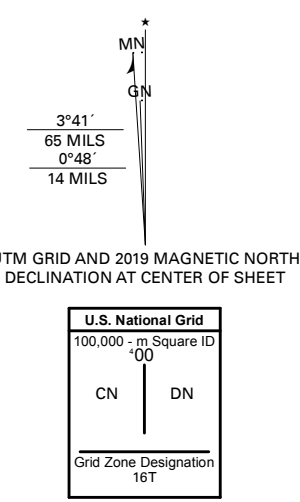 ★
MN
GN
3°41´
65 MILS
0°48´
14 MILS
UTM GRID AND 2019 MAGNETIC NORTH
DECLINATION AT CENTER OF SHEET
U.S. National Grid
100,000 - m Square ID
⁴00
CN DN
Grid Zone Designation
16T